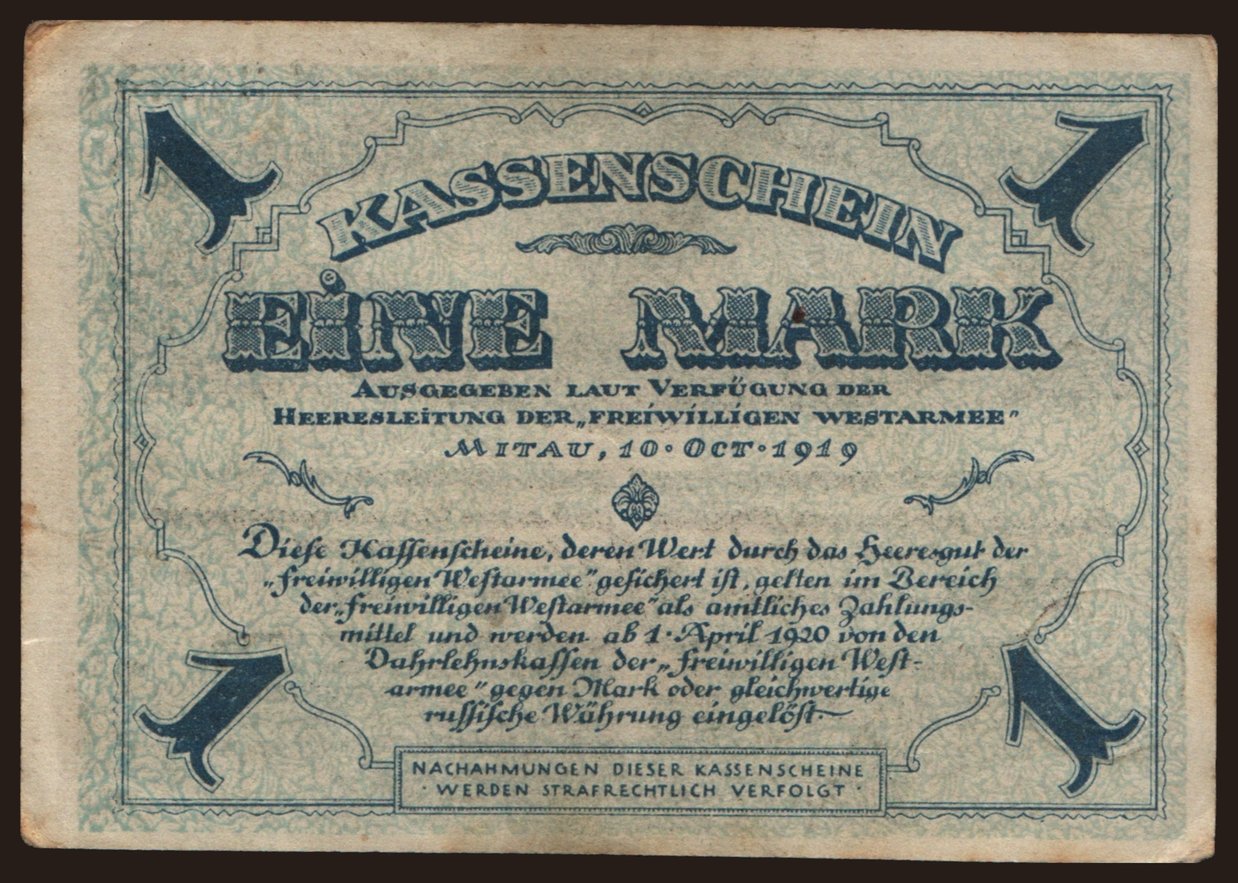 1 1
KASSENSCHEIN
EINE MARK
AUSGEGEBEN LAUT VERFÜGUNG DER
HEERESLEITUNG DER „FREIWILLIGEN WESTARMEE"
MITAU, 10. OCT. 1919
Diese Kassenscheine, deren Wert durch das Heeresgut der
„freiwilligen Westarmee" gesichert ist, gelten im Bereich
der „freiwilligen Westarmee" als amtliches Zahlungs-
mittel und werden ab 1. April 1920 von den
Dahrlehnskassen der „freiwilligen West-
armee" gegen Mark oder gleichwertige
russische Währung eingelöst.
1 1
NACHAHMUNGEN DIESER KASSENSCHEINE
· WERDEN STRAFRECHTLICH VERFOLGT ·